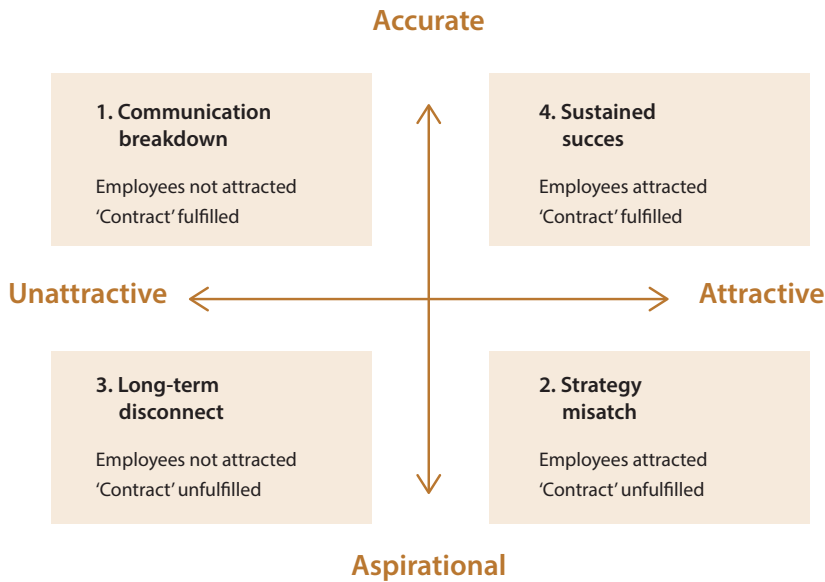 Accurate
1. Communication
breakdown
Employees not attracted
‘Contract’ fulfilled
4. Sustained
succes
Employees attracted
‘Contract’ fulfilled
Unattractive
Attractive
3. Long-term
disconnect
Employees not attracted
‘Contract’ unfulfilled
2. Strategy
misatch
Employees attracted
‘Contract’ unfulfilled
Aspirational